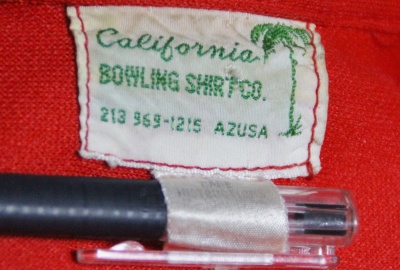 California
BOWLING SHIRT CO.
213 969-1215 AZUSA